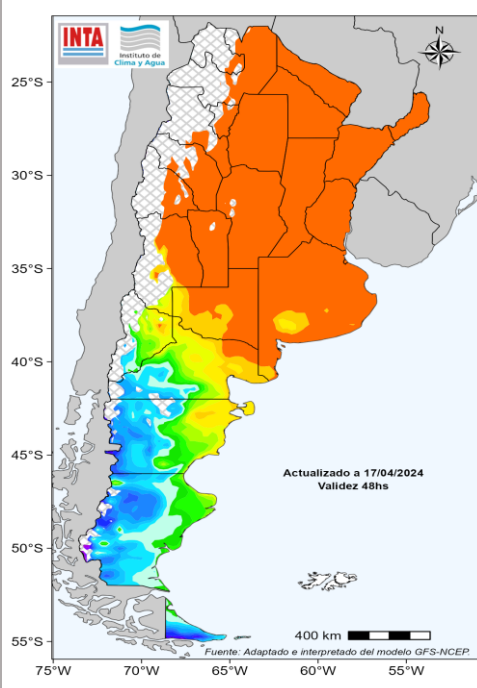 INTA
Instituto de
Clima y Agua
N
25°S
30°S
35°S
40°S
45°S
50°S
55°S
Actualizado a 17/04/2024
Validez 48hs
400 km
Fuente: Adaptado e interpretado del modelo GFS-NCEP.
75°W
70°W
65°W
60°W
55°W